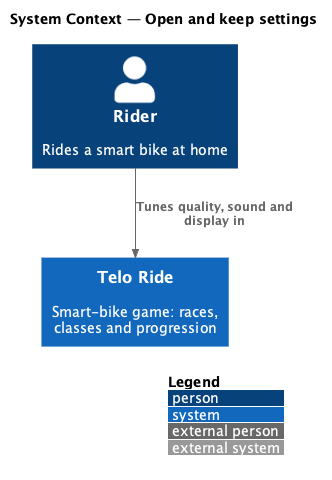 System Context — Open and keep settings
Rider
Rides a smart bike at home
Tunes quality, sound and
display in
Telo Ride
Smart-bike game: races,
classes and progression
Legend
person
system
external person
external system